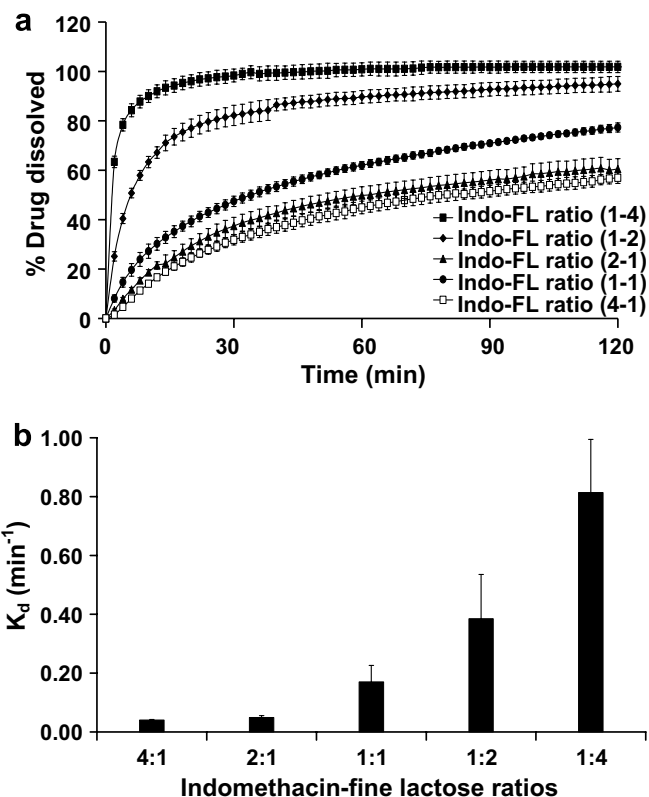 a
120
100
80
60
40
20
0
% Drug dissolved
Indo-FL ratio (1-4)
Indo-FL ratio (1-2)
Indo-FL ratio (2-1)
Indo-FL ratio (1-1)
Indo-FL ratio (4-1)
0 30 60 90 120
Time (min)
b
1.00
0.80
0.60
0.40
0.20
0.00
Kd (min-1)
4:1 2:1 1:1 1:2 1:4
Indomethacin-fine lactose ratios